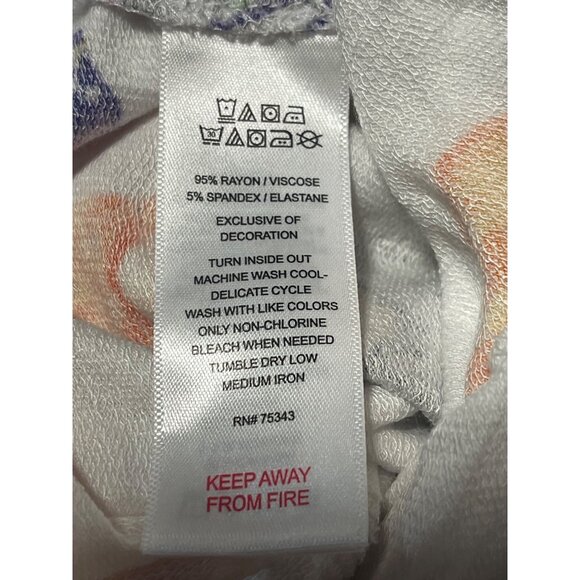 30
95% RAYON / VISCOSE
5% SPANDEX / ELASTANE
EXCLUSIVE OF
DECORATION
TURN INSIDE OUT
MACHINE WASH COOL-
DELICATE CYCLE
WASH WITH LIKE COLORS
ONLY NON-CHLORINE
BLEACH WHEN NEEDED
TUMBLE DRY LOW
MEDIUM IRON
RN# 75343
KEEP AWAY
FROM FIRE